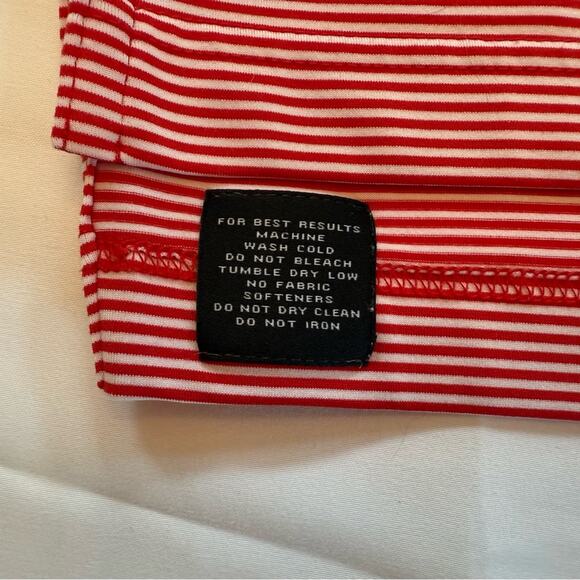 FOR BEST RESULTS
MACHINE
WASH COLD
DO NOT BLEACH
TUMBLE DRY LOW
NO FABRIC
SOFTENERS
DO NOT DRY CLEAN
DO NOT IRON